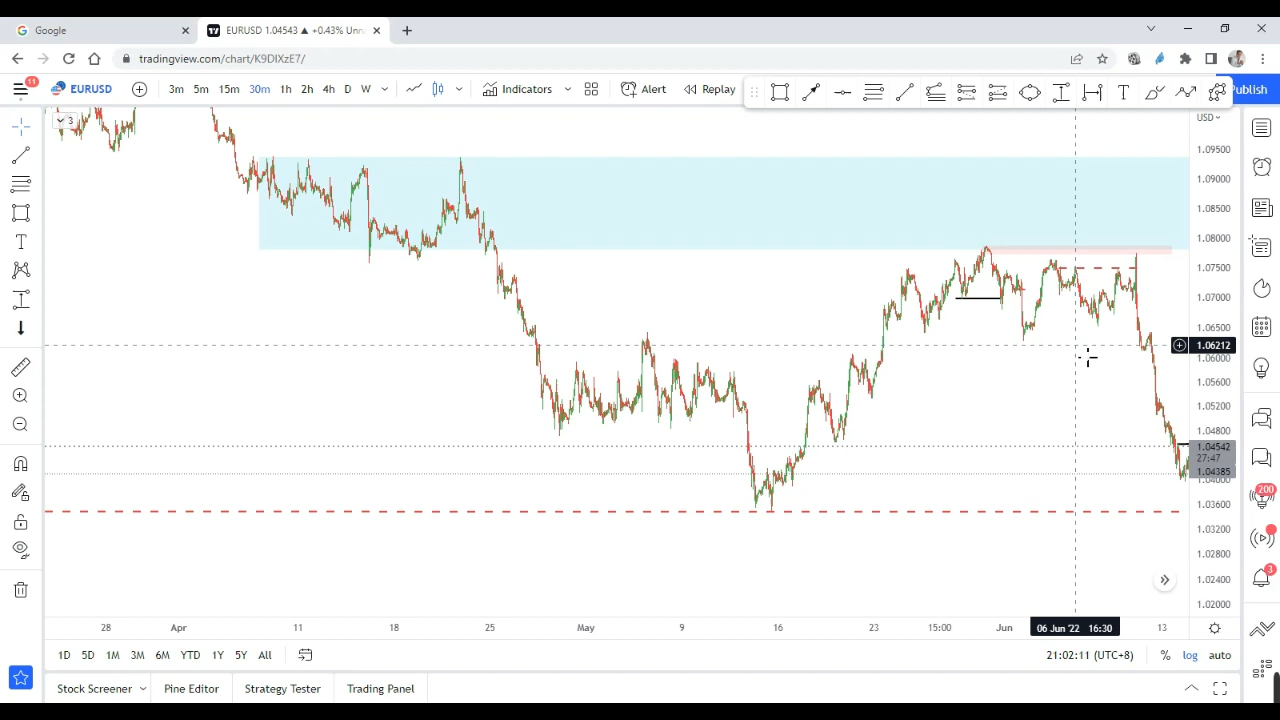 Google
EURUSD 1.04543 ▲ +0.43% Unn
tradingview.com/chart/K9DIXzE7/
11
EURUSD
3m 5m 15m 30m 1h 2h 4h D W
Indicators
Alert
Replay
Publish
3
USD
1.09500
1.09000
1.08500
1.08000
1.07500
1.07000
1.06500
1.06212
1.06000
1.05600
1.05200
1.04800
1.04542
27:47
1.04385
1.04000
1.03600
1.03200
1.02800
1.02400
1.02000
200
3
28 Apr 11 18 25 May 9 16 23 15:00 Jun 06 Jun '22 16:30 13
1D 5D 1M 3M 6M YTD 1Y 5Y All
21:02:11 (UTC+8)
% log auto
Stock Screener Pine Editor Strategy Tester Trading Panel